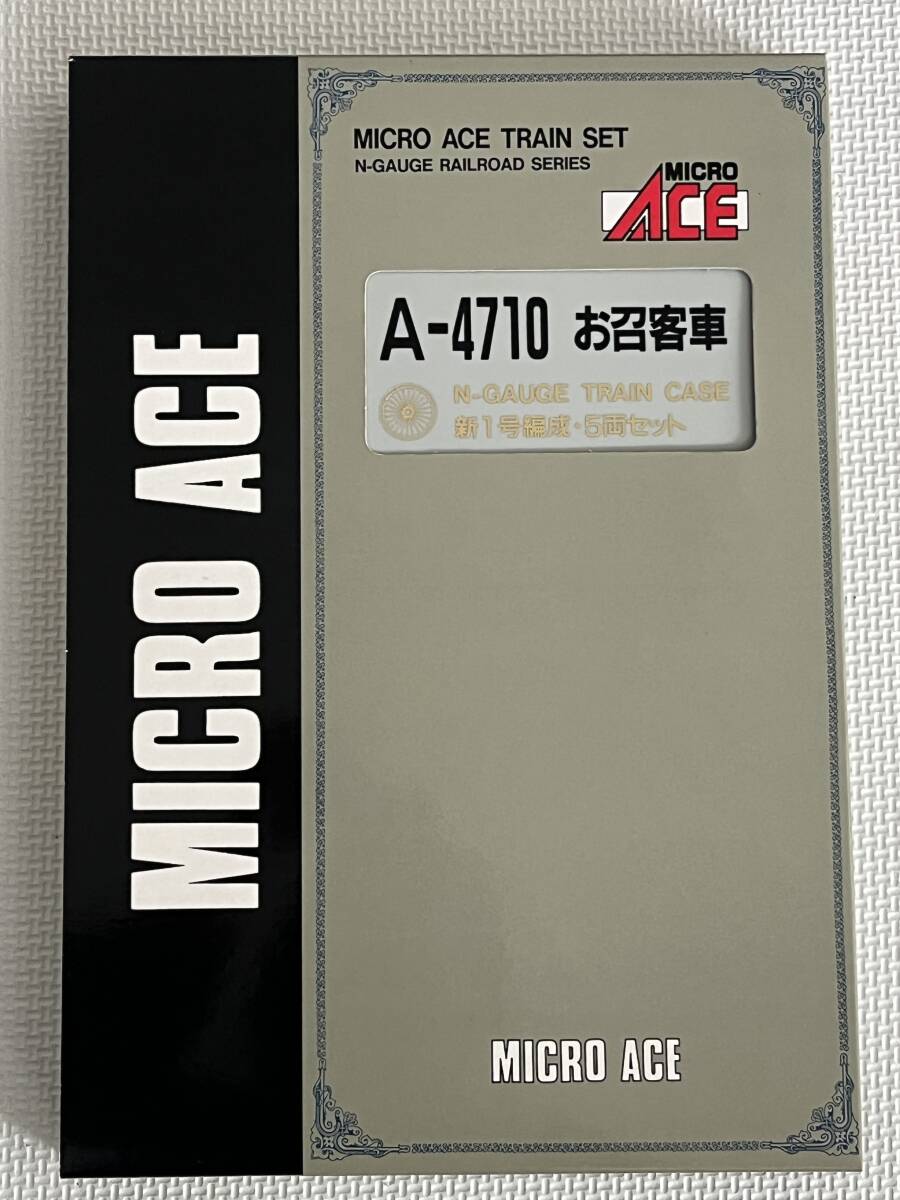 MICRO ACE
MICRO ACE TRAIN SET
N-GAUGE RAILROAD SERIES
MICRO
ACE
A-4710 お召客車
N-GAUGE TRAIN CASE
新1号編成・5両セット
MICRO ACE